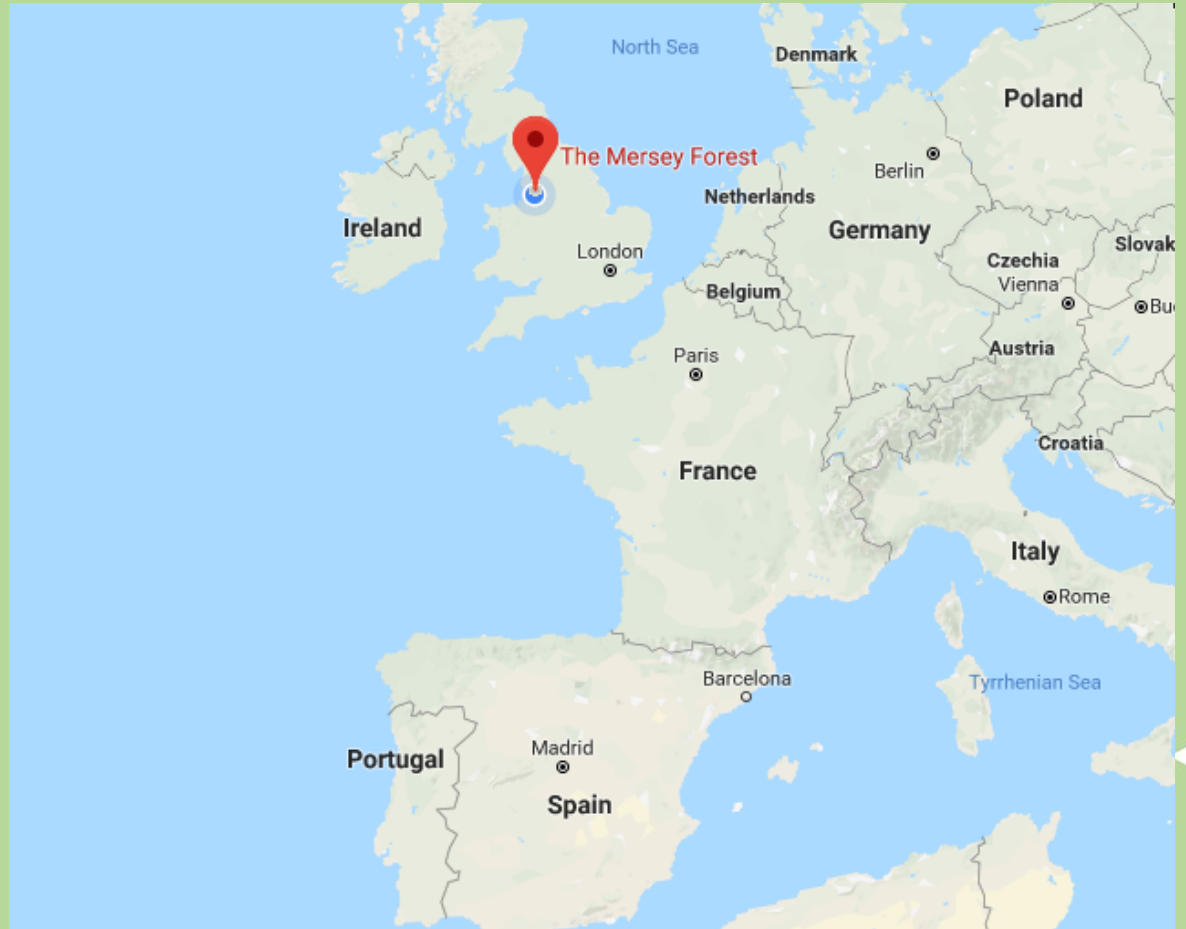 North Sea
Denmark
Poland
The Mersey Forest
Berlin
Netherlands
Ireland
Germany
London
Slovak
Czechia
Vienna
Belgium
Bu
Austria
Paris
Croatia
France
Italy
Rome
Barcelona
Tyrrhenian Sea
Madrid
Portugal
Spain